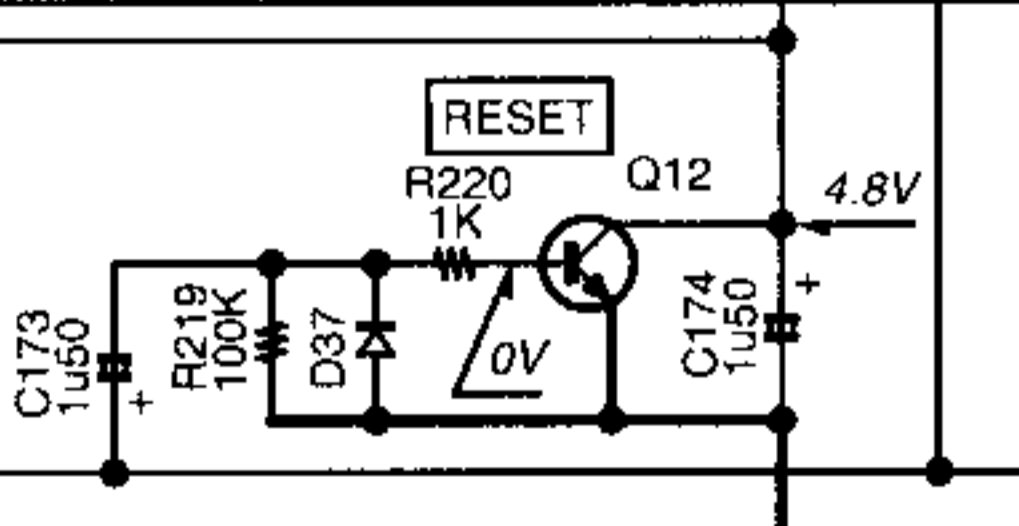 RESET
R220
1K
Q12
4.8V
C173
1u50
+
R219
100K
D37
0V
C174
1u50
+